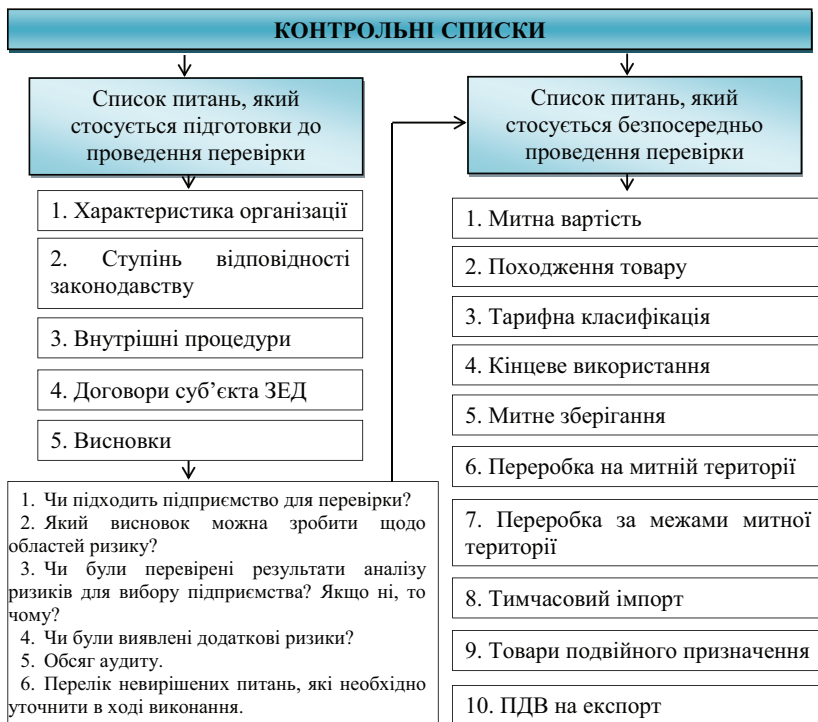 КОНТРОЛЬНІ СПИСКИ
Список питань, який
стосується підготовки до
проведення перевірки
1. Характеристика організації
2. Ступінь відповідності
законодавству
3. Внутрішні процедури
4. Договори суб’єкта ЗЕД
5. Висновки
1. Чи підходить підприємство для перевірки?
2. Який висновок можна зробити щодо
областей ризику?
3. Чи були перевірені результати аналізу
ризиків для вибору підприємства? Якщо ні, то
чому?
4. Чи були виявлені додаткові ризики?
5. Обсяг аудиту.
6. Перелік невирішених питань, які необхідно
уточнити в ході виконання.
Список питань, який
стосується безпосередньо
проведення перевірки
1. Митна вартість
2. Походження товару
3. Тарифна класифікація
4. Кінцеве використання
5. Митне зберігання
6. Переробка на митній території
7. Переробка за межами митної
території
8. Тимчасовий імпорт
9. Товари подвійного призначення
10. ПДВ на експорт